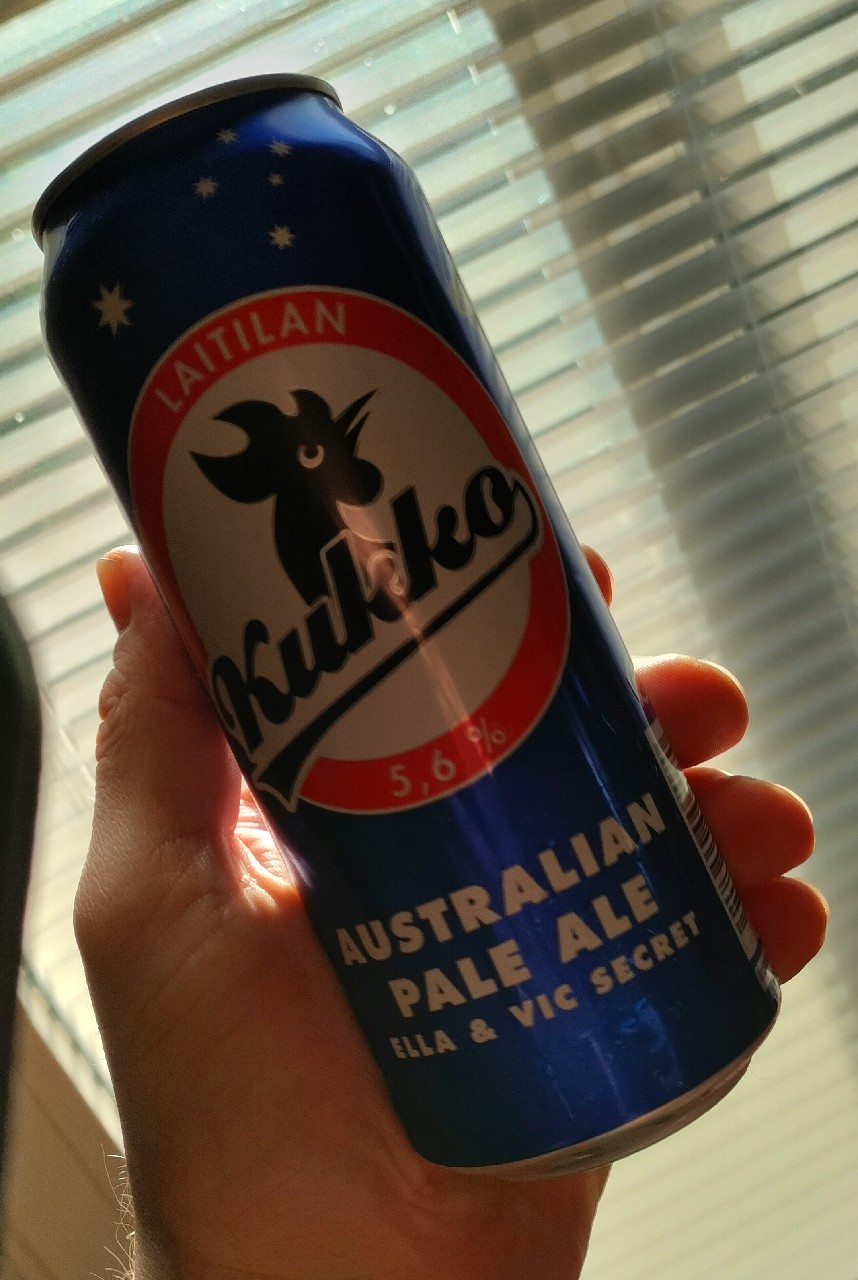 LAITILAN
Kukko
5,6 %
AUSTRALIAN
PALE ALE
ELLA & VIC SECRET